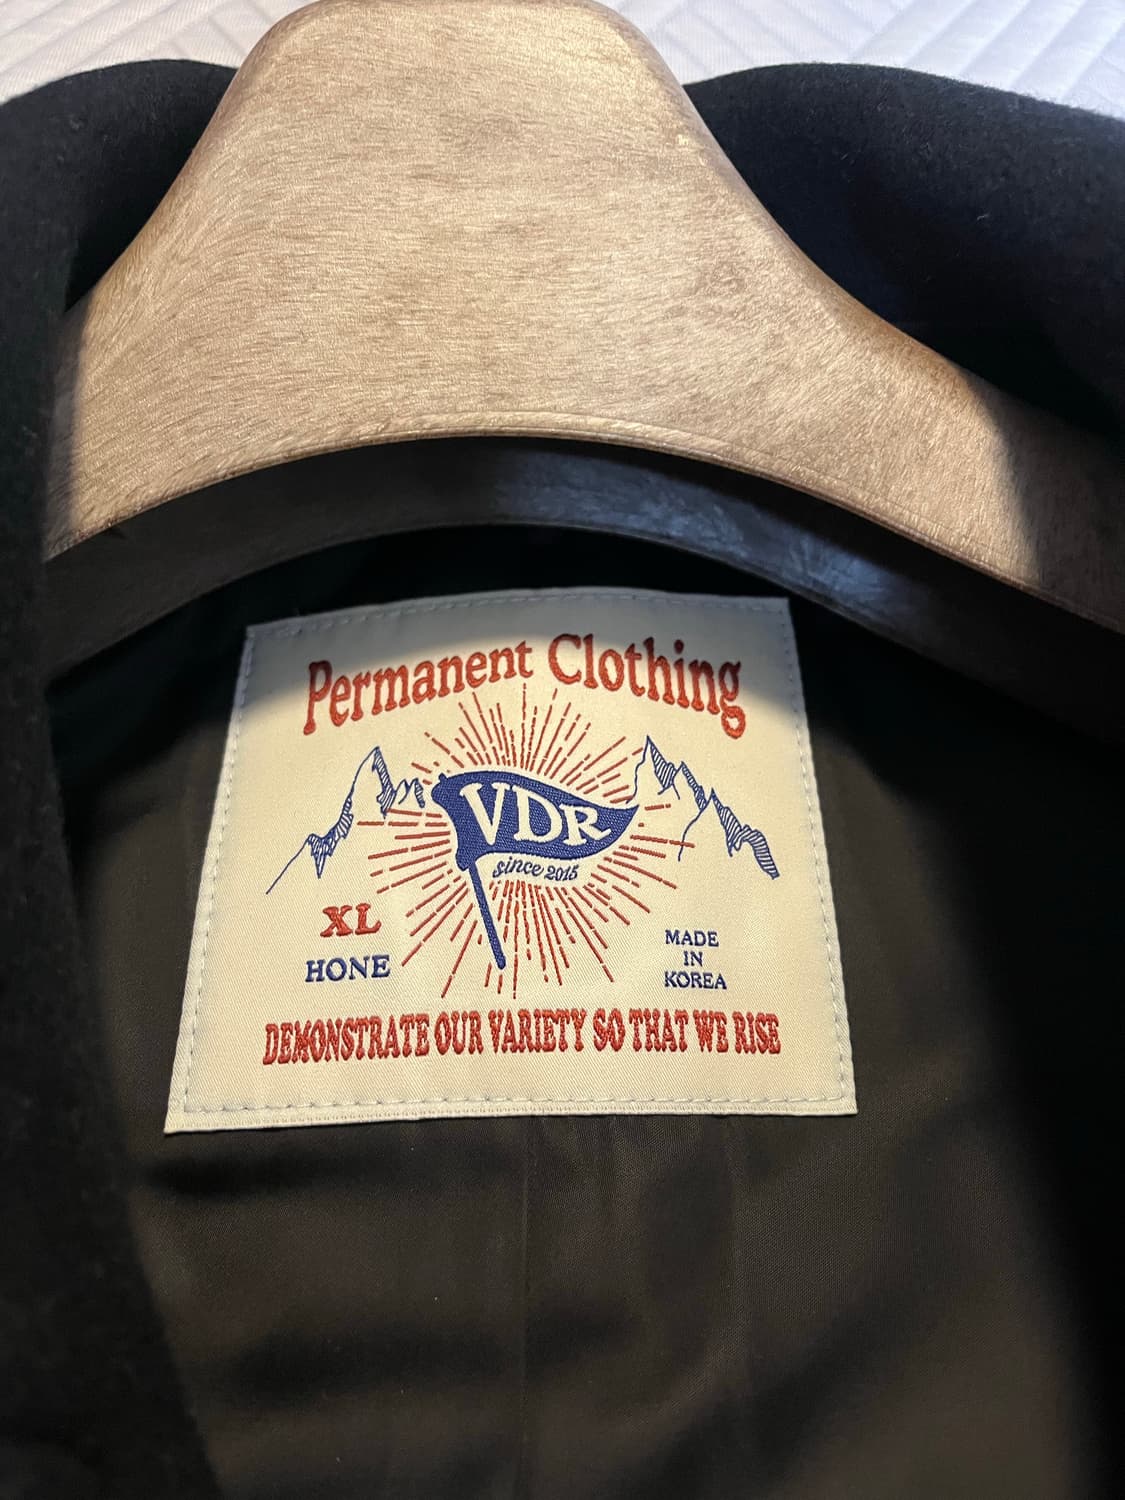 Permanent Clothing
VDR
since 2015
XL
HONE
MADE
IN
KOREA
DEMONSTRATE OUR VARIETY SO THAT WE RISE